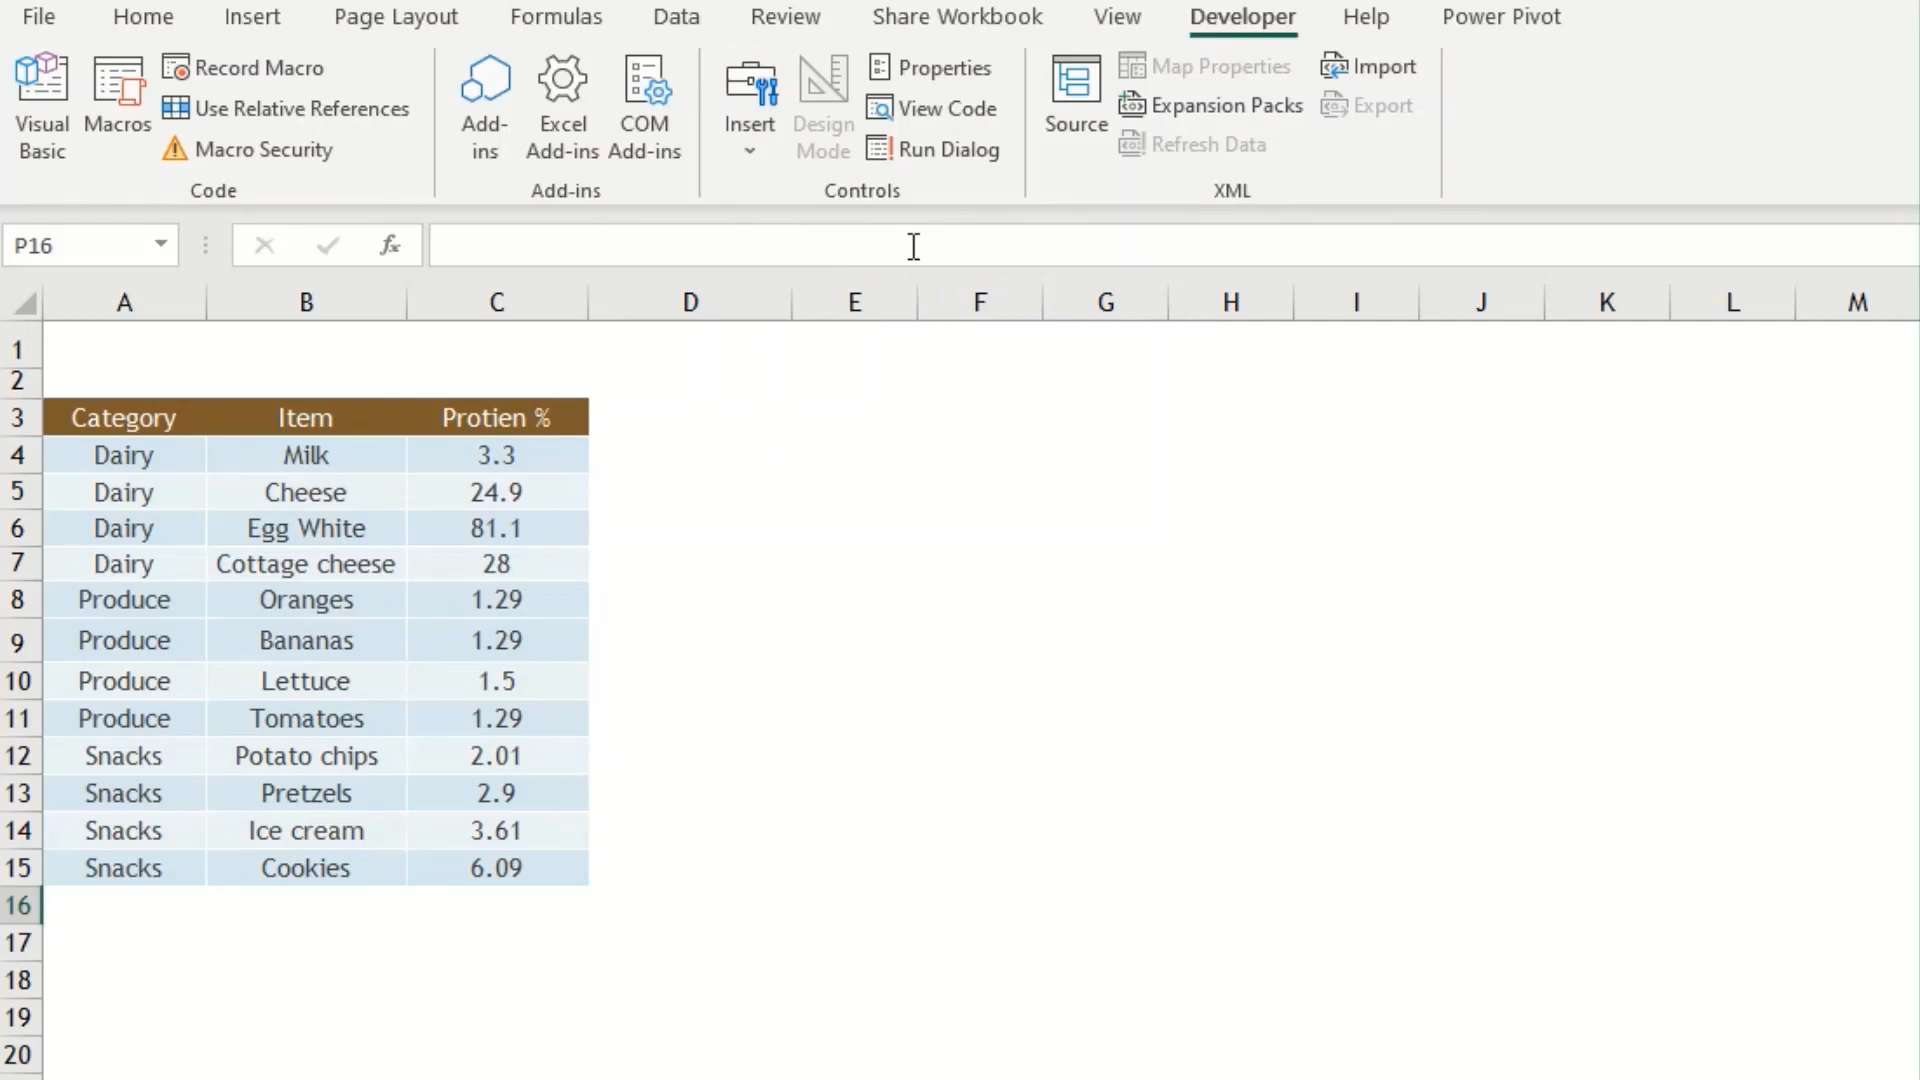 File Home Insert Page Layout Formulas Data Review Share Workbook View Developer Help Power Pivot
Visual Basic
Macros
Record Macro
Use Relative References
Macro Security
Code
Add-ins
Excel Add-ins
COM Add-ins
Add-ins
Insert
Design Mode
Properties
View Code
Run Dialog
Controls
Source
Map Properties
Expansion Packs
Refresh Data
Import
Export
XML
P16 fx
A B C D E F G H I J K L M
1
2
3 Category Item Protien %
4 Dairy Milk 3.3
5 Dairy Cheese 24.9
6 Dairy Egg White 81.1
7 Dairy Cottage cheese 28
8 Produce Oranges 1.29
9 Produce Bananas 1.29
10 Produce Lettuce 1.5
11 Produce Tomatoes 1.29
12 Snacks Potato chips 2.01
13 Snacks Pretzels 2.9
14 Snacks Ice cream 3.61
15 Snacks Cookies 6.09
16
17
18
19
20